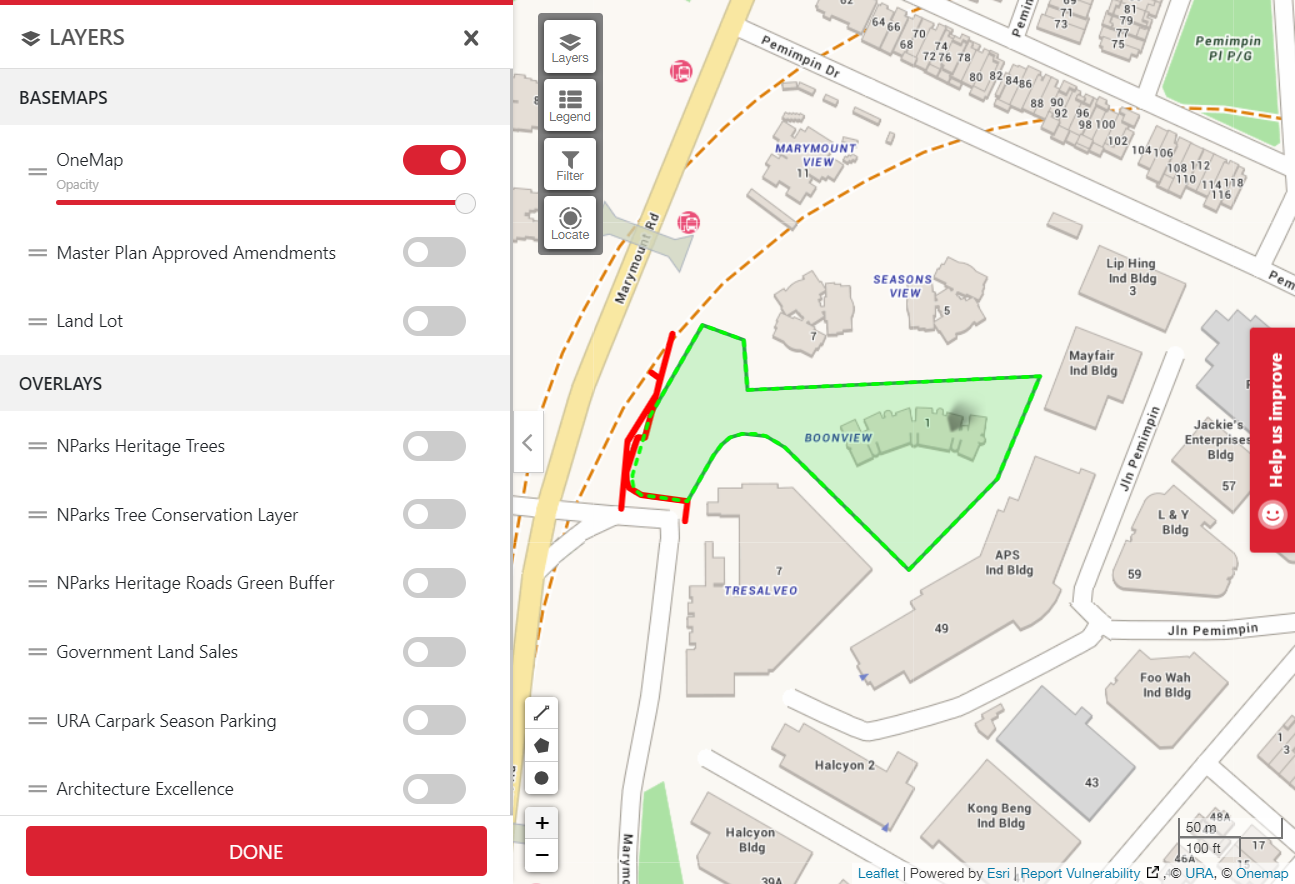 LAYERS
BASEMAPS
OneMap
Opacity
Master Plan Approved Amendments
Land Lot
OVERLAYS
NParks Heritage Trees
NParks Tree Conservation Layer
NParks Heritage Roads Green Buffer
Government Land Sales
URA Carpark Season Parking
Architecture Excellence
DONE
Layers
Legend
Filter
Locate
62
64 66
70
68
74
72 76 78
80 82 84 86
88 90
92 96
98 100
102
104 106
108 112
110
114 118
116
69
71
73
81
79
77
75
Pemimpin
Pl P/G
Pemimpin Dr
MARYMOUNT
VIEW
11
Marymount Rd
SEASONS
VIEW
5
7
Lip Hing
Ind Bldg
3
Mayfair
Ind Bldg
BOONVIEW
1
Jackie's
Enterprises
Bldg
57
Help us improve
Jln Pemimpin
L & Y
Bldg
59
APS
Ind Bldg
49
7
TRESALVEO
Jln Pemimpin
Foo Wah
Ind Bldg
43
Halcyon 2
Kong Beng
Ind Bldg
Halcyon
Bldg
39A
48A
46A
17
15
1
3
+
−
50 m
100 ft
Leaflet | Powered by Esri | Report Vulnerability , © URA, © Onemap